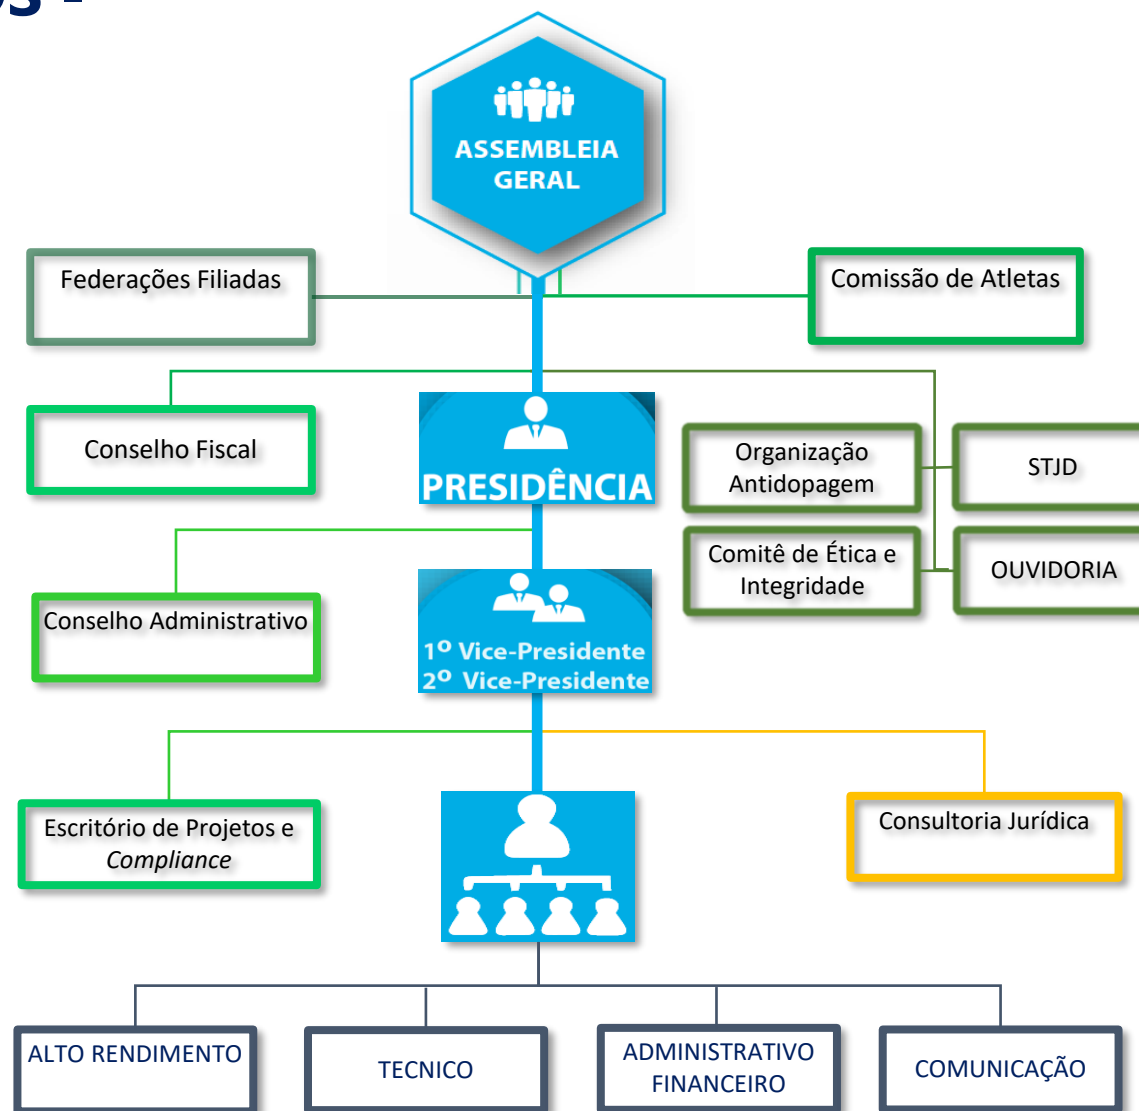 ASSEMBLEIA
GERAL
Federações Filiadas
Comissão de Atletas
Conselho Fiscal
PRESIDÊNCIA
Organização
Antidopagem
STJD
Comitê de Ética e
Integridade
OUVIDORIA
Conselho Administrativo
1º Vice-Presidente
2º Vice-Presidente
Escritório de Projetos e
Compliance
Consultoria Jurídica
ALTO RENDIMENTO
TECNICO
ADMINISTRATIVO
FINANCEIRO
COMUNICAÇÃO